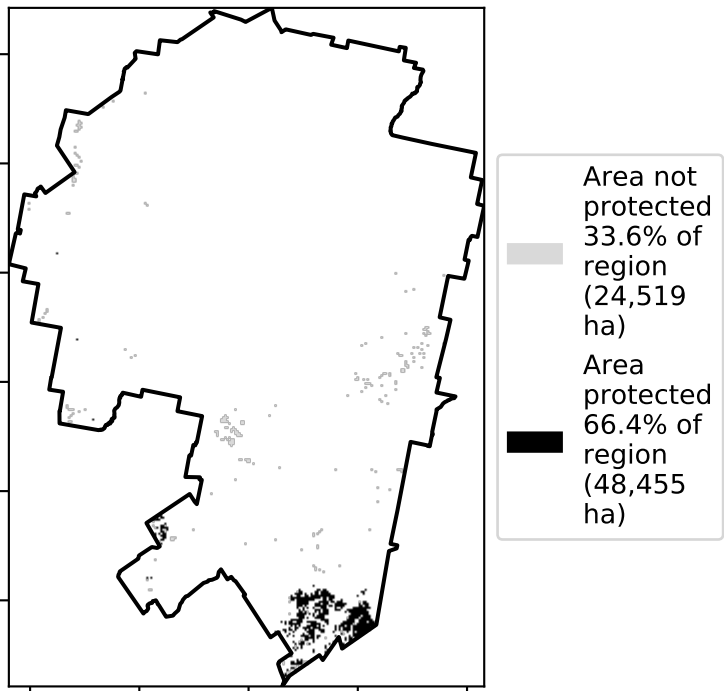 Area not
protected
33.6% of
region
(24,519
ha)
Area
protected
66.4% of
region
(48,455
ha)